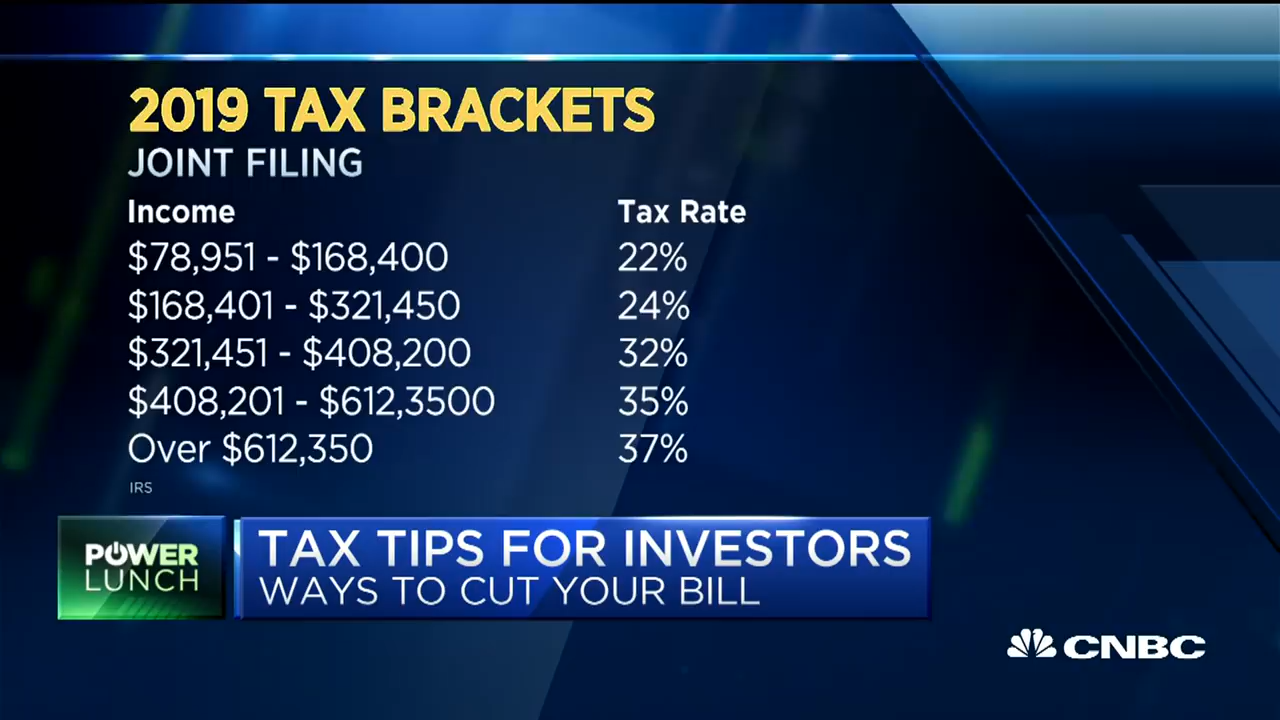 2019 TAX BRACKETS
JOINT FILING
Income Tax Rate
$78,951 - $168,400 22%
$168,401 - $321,450 24%
$321,451 - $408,200 32%
$408,201 - $612,3500 35%
Over $612,350 37%
IRS
POWER LUNCH
TAX TIPS FOR INVESTORS
WAYS TO CUT YOUR BILL
CNBC